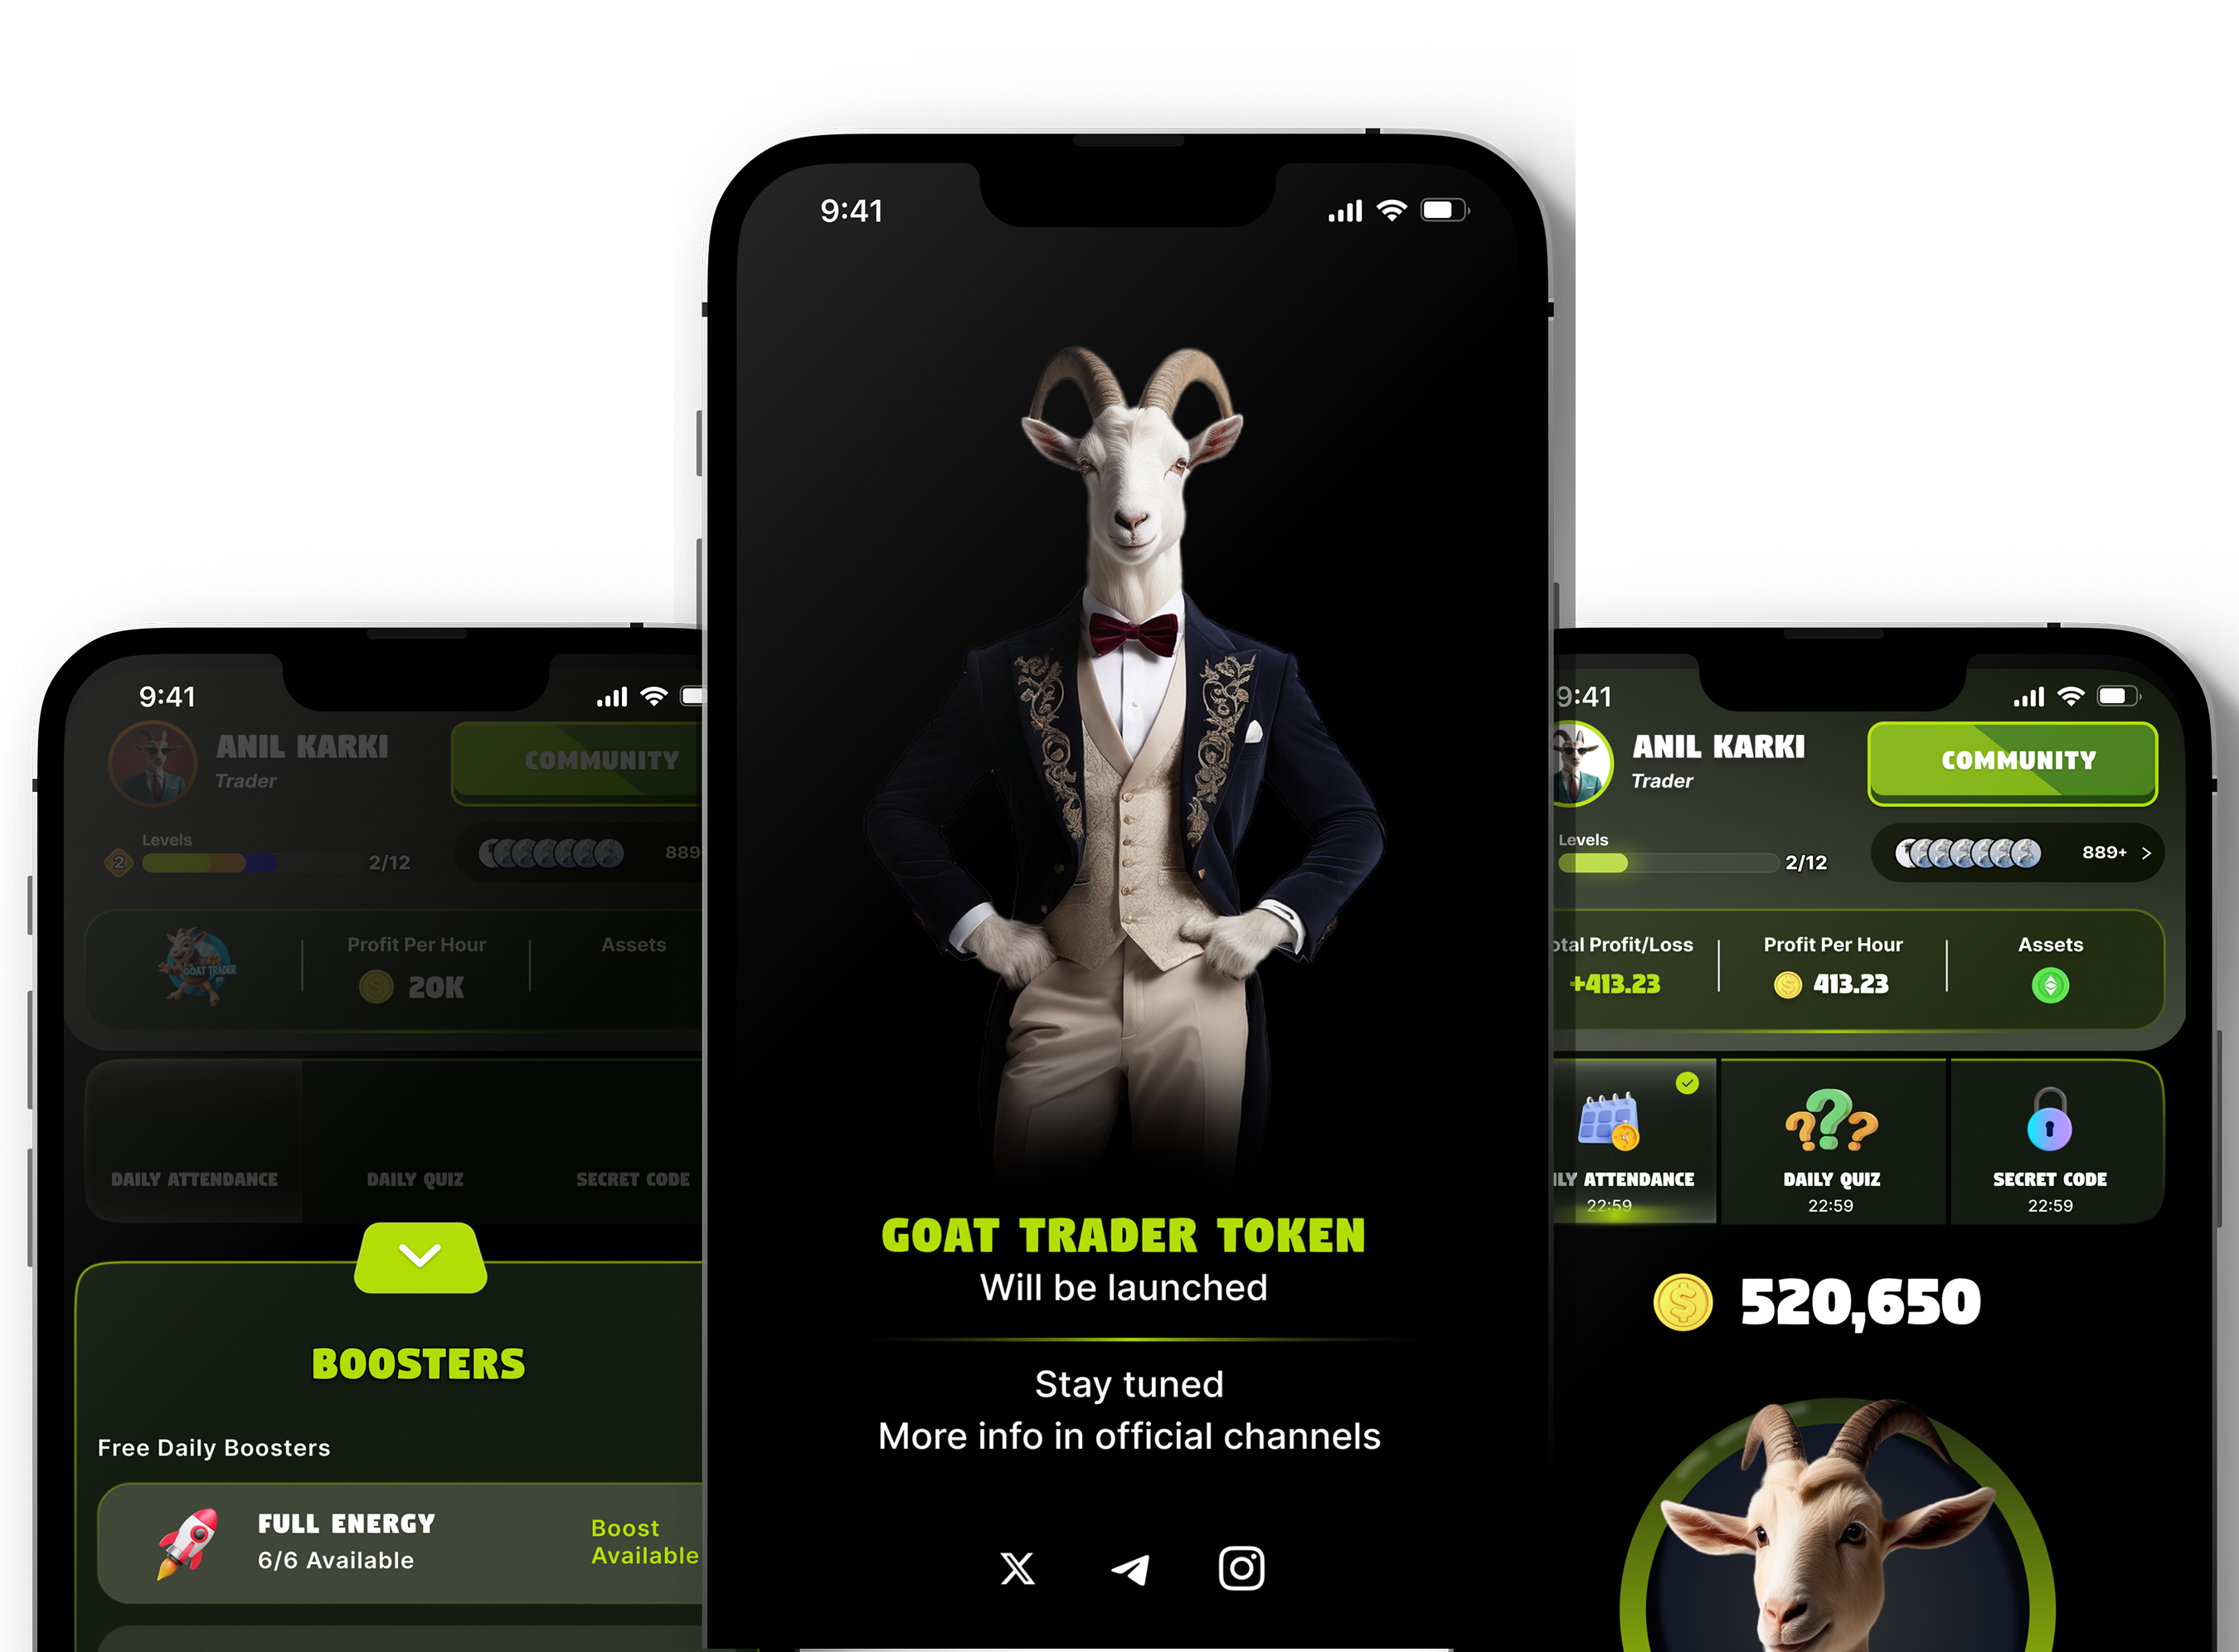 9:41
ANIL KARKI
Trader
COMMUNITY
Levels
2
2/12
889
GOAT TRADER
Profit Per Hour
20K
Assets
DAILY ATTENDANCE
DAILY QUIZ
SECRET CODE
BOOSTERS
Free Daily Boosters
FULL ENERGY
6/6 Available
Boost
Available
9:41
GOAT TRADER TOKEN
Will be launched
Stay tuned
More info in official channels
9:41
ANIL KARKI
Trader
COMMUNITY
Levels
2/12
889+
otal Profit/Loss
+413.23
Profit Per Hour
413.23
Assets
ILY ATTENDANCE
22:59
DAILY QUIZ
22:59
SECRET CODE
22:59
520,650